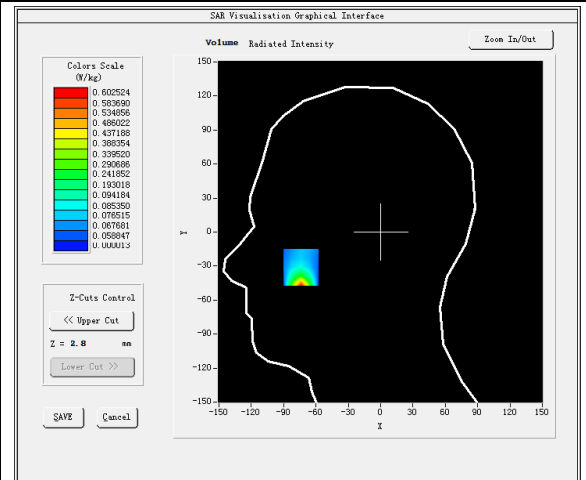 SAR Visualisation Graphical Interface
Volume Radiated Intensity
Zoom In/Out
Colors Scale
(W/kg)
0.602524
0.583690
0.534856
0.486022
0.437188
0.388354
0.339520
0.290686
0.241852
0.193018
0.094184
0.085350
0.076515
0.067681
0.058847
0.000013
Z-Cuts Control
<< Upper Cut
Z = 2.8 mm
Lower Cut >>
SAVE Cancel
150
120
90
60
30
0
-30
-60
-90
-120
-150
Y
-150 -120 -90 -60 -30 0 30 60 90 120 150
X